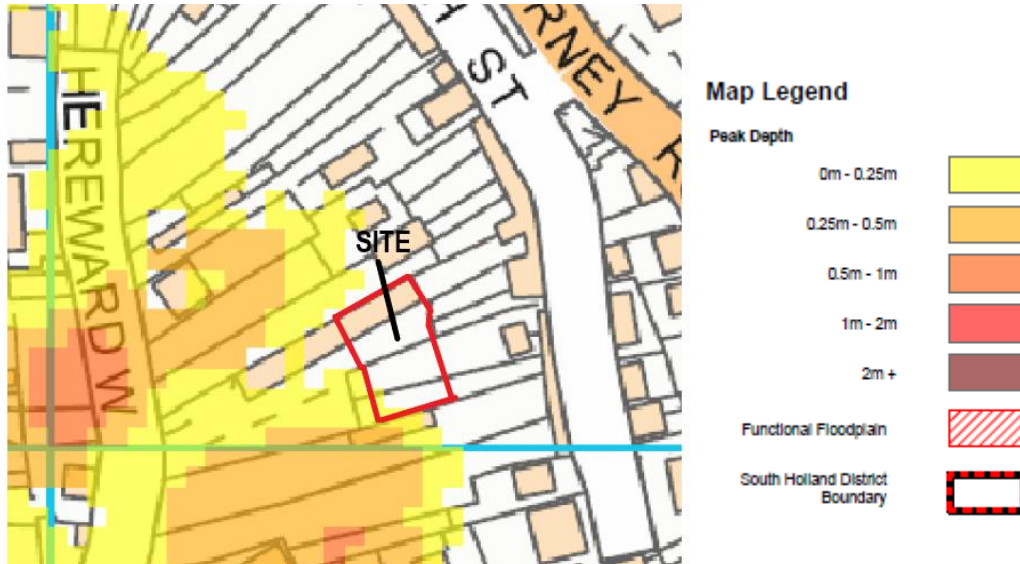 HEREWARD W
H ST
RNEY R
SITE
Map Legend
Peak Depth
0m - 0.25m
0.25m - 0.5m
0.5m - 1m
1m - 2m
2m +
Functional Floodplain
South Holland District
Boundary